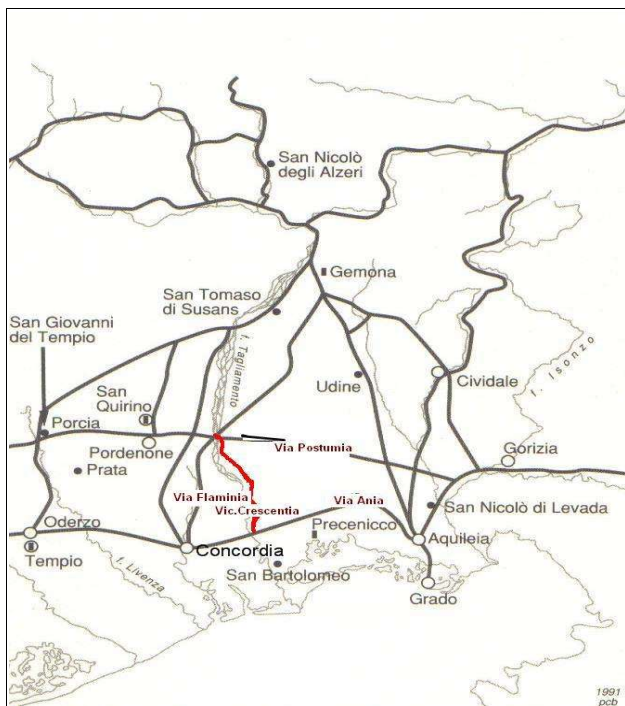 San Nicolò
degli Alzeri
Gemona
San Tomaso
di Susans
San Giovanni
del Tempio
f. Tagliamento
f. Isonzo
Udine
Cividale
San
Quirino
Porcia
Pordenone
Via Postumia
Gorizia
Prata
Via Flaminia
Via Ania
Vic.Crescentia
San Nicolò di Levada
Oderzo
Precenicco
Aquileia
Concordia
Tempio
San Bartolomeo
f. Livenza
Grado
1991
pcb